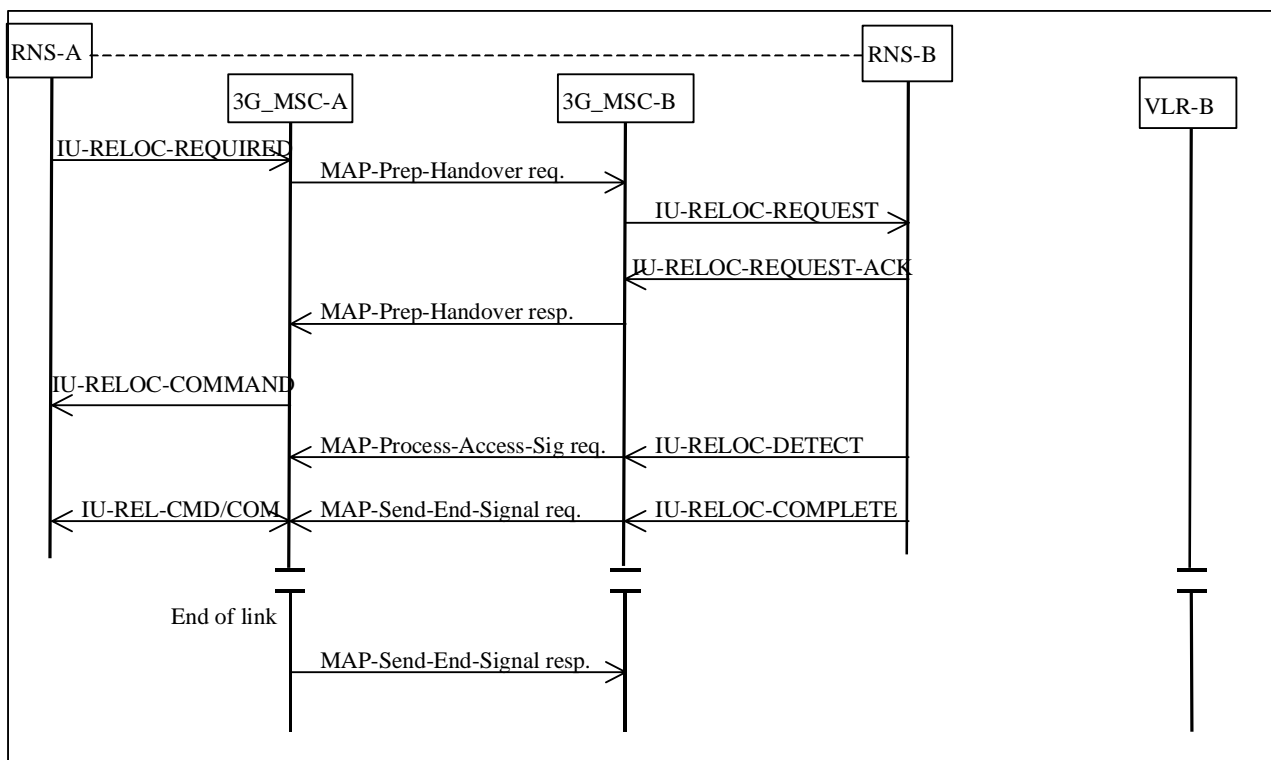 RNS-A
RNS-B
3G_MSC-A
3G_MSC-B
VLR-B
IU-RELOC-REQUIRED
MAP-Prep-Handover req.
IU-RELOC-REQUEST
IU-RELOC-REQUEST-ACK
MAP-Prep-Handover resp.
IU-RELOC-COMMAND
MAP-Process-Access-Sig req.
IU-RELOC-DETECT
IU-REL-CMD/COM
MAP-Send-End-Signal req.
IU-RELOC-COMPLETE
End of link
MAP-Send-End-Signal resp.